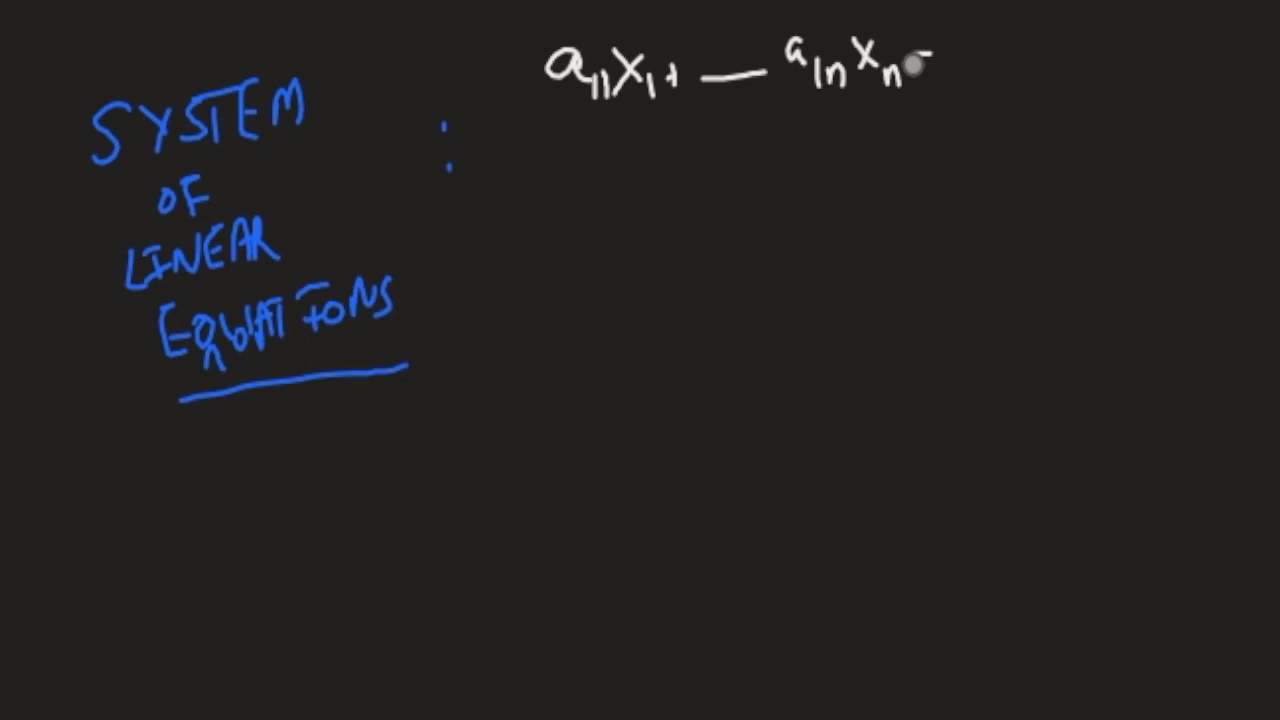 SYSTEM
OF
LINEAR
EQUATIONS
:
a₁₁x₁ + — a₁ₙxₙ -